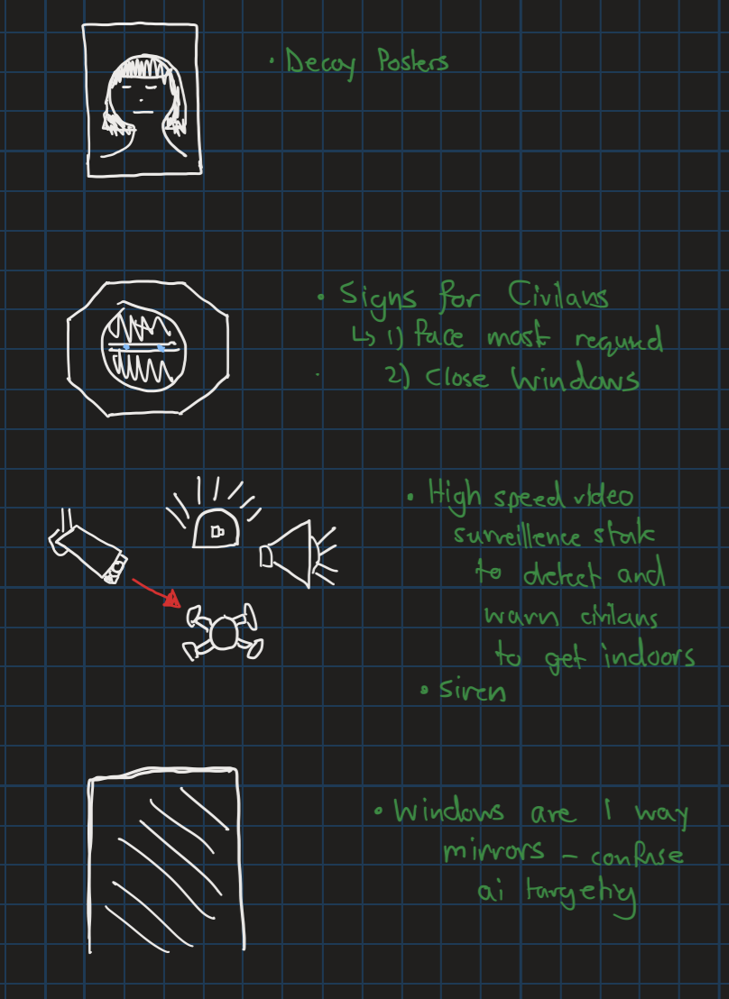 • Decoy Posters
• Signs for Civilans
↳ 1) Face mask required
2) Close Windows
• High speed video
surveillence stak
to detect and
warn civilans
to get indoors
• Siren
• Windows are 1 way
mirrors – confuse
ai targeting